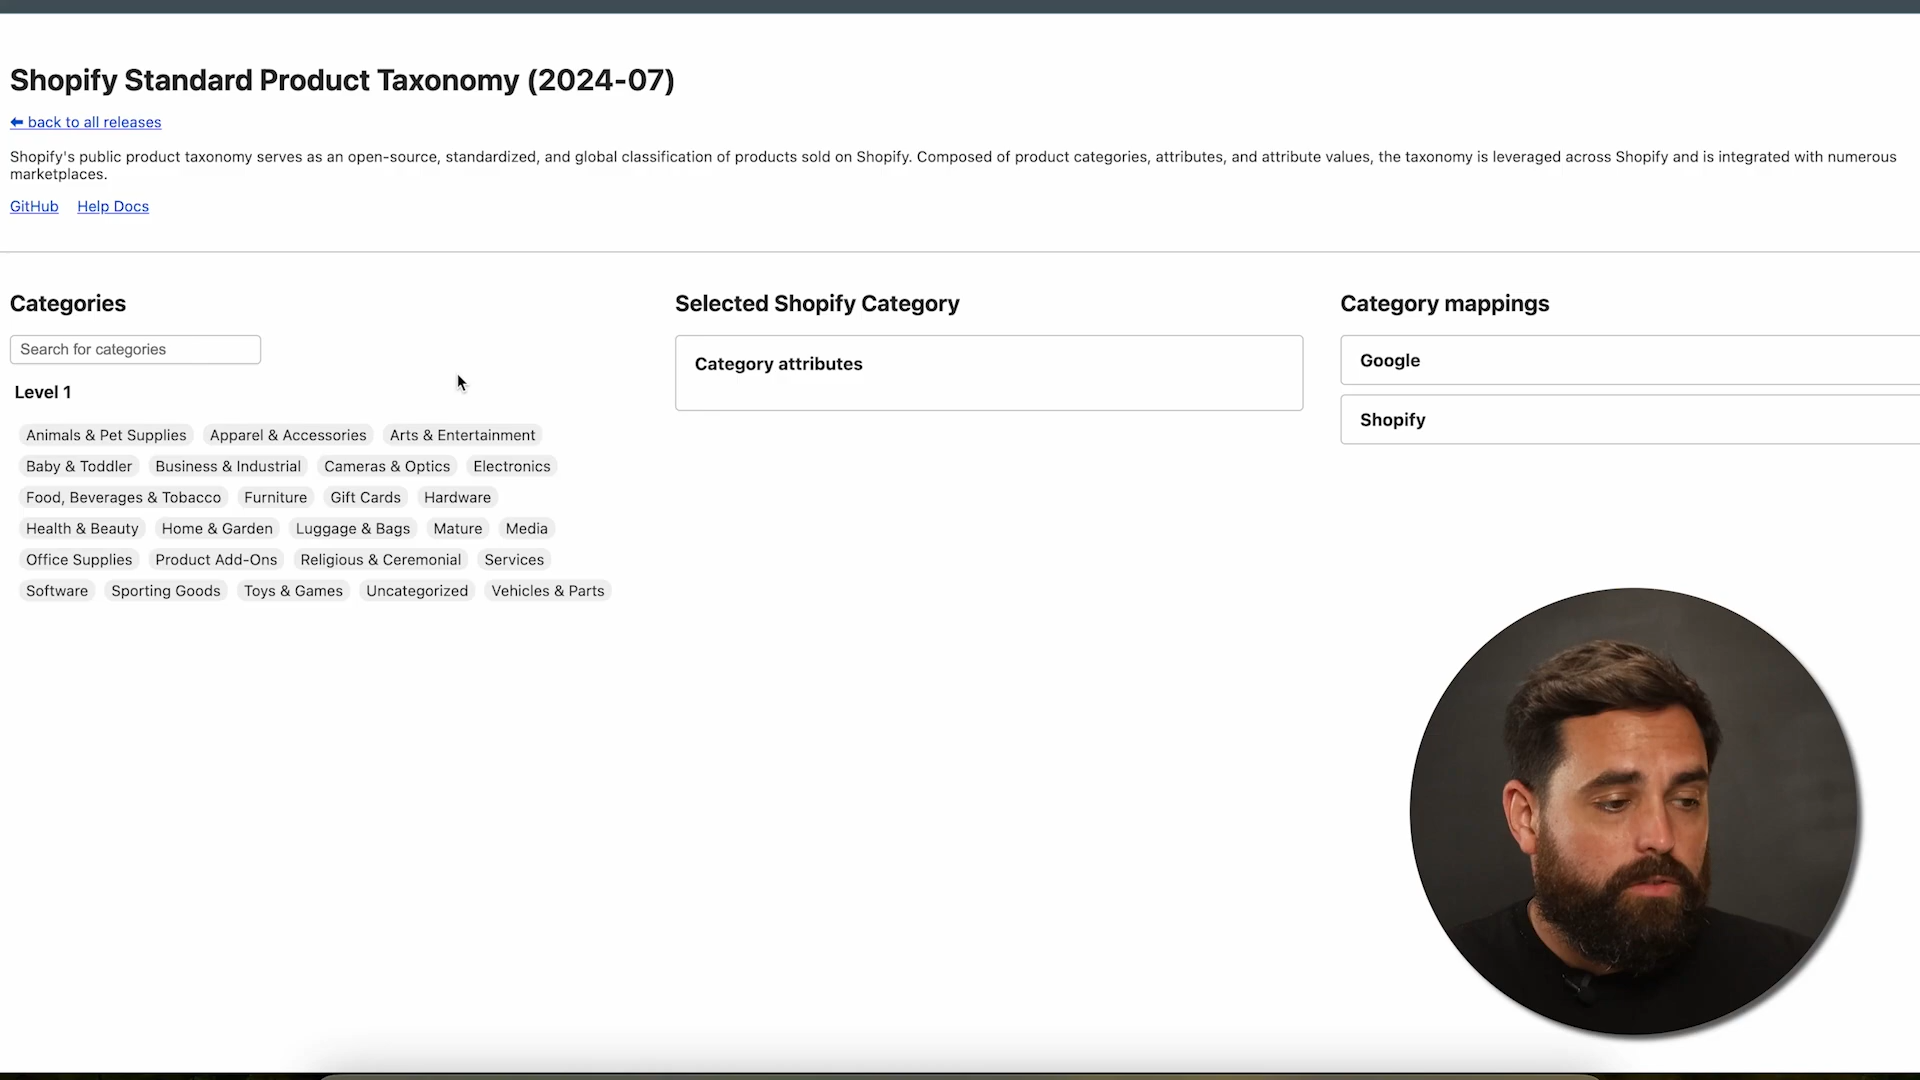 Shopify Standard Product Taxonomy (2024-07)
⬅ back to all releases
Shopify's public product taxonomy serves as an open-source, standardized, and global classification of products sold on Shopify. Composed of product categories, attributes, and attribute values, the taxonomy is leveraged across Shopify and is integrated with numerous
marketplaces.
GitHub Help Docs
Categories
Search for categories
Level 1
Animals & Pet Supplies Apparel & Accessories Arts & Entertainment
Baby & Toddler Business & Industrial Cameras & Optics Electronics
Food, Beverages & Tobacco Furniture Gift Cards Hardware
Health & Beauty Home & Garden Luggage & Bags Mature Media
Office Supplies Product Add-Ons Religious & Ceremonial Services
Software Sporting Goods Toys & Games Uncategorized Vehicles & Parts
Selected Shopify Category
Category attributes
Category mappings
Google
Shopify